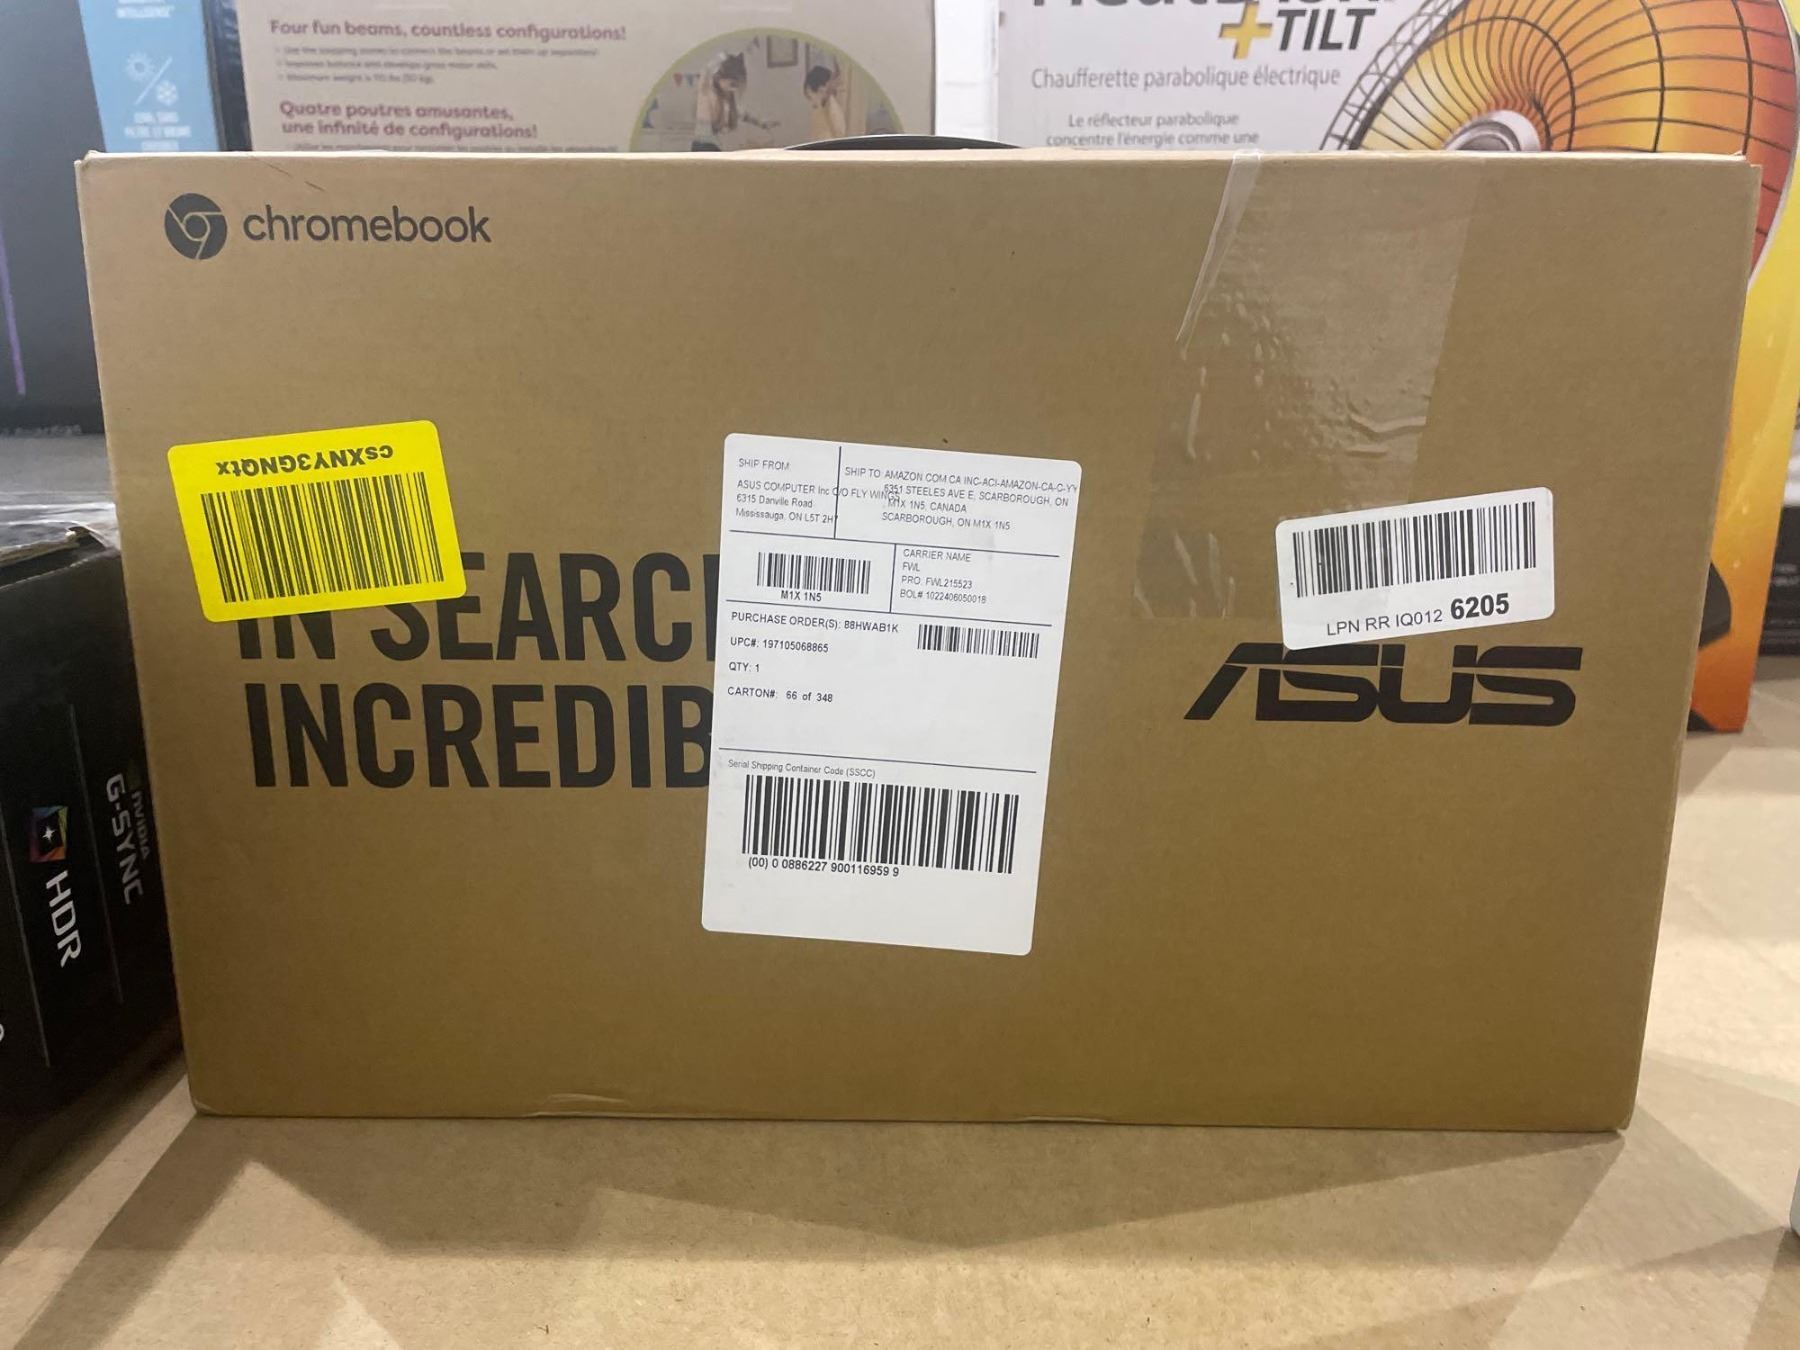 Four fun beams, countless configurations!
Quatre poutres amusantes,
une infinité de configurations!
+TILT
Chaufferette parabolique électrique
Le réflecteur parabolique
concentre l'énergie comme une
chromebook
csXNY3GNQtx
IN SEARC
INCREDIB
SHIP FROM
ASUS COMPUTER Inc C/O FLY WINGS
6315 Danville Road
Mississauga, ON L5T 2H7
SHIP TO AMAZON COM CA INC-ACI-AMAZON-CA-C-YY
6351 STEELES AVE E, SCARBOROUGH, ON
, M1X 1N5, CANADA
SCARBOROUGH, ON M1X 1N5
M1X 1N5
CARRIER NAME
FWL
PRO. FWL215523
BOL# 1022406050018
PURCHASE ORDER(S): 88HWAB1K
UPC#: 197105068865
QTY: 1
CARTON#: 66 of 348
Serial Shipping Container Code (SSCC)
(00) 0 0886227 900116959 9
LPN RR IQ012 6205
ASUS
NVIDIA
G-SYNC
HDR